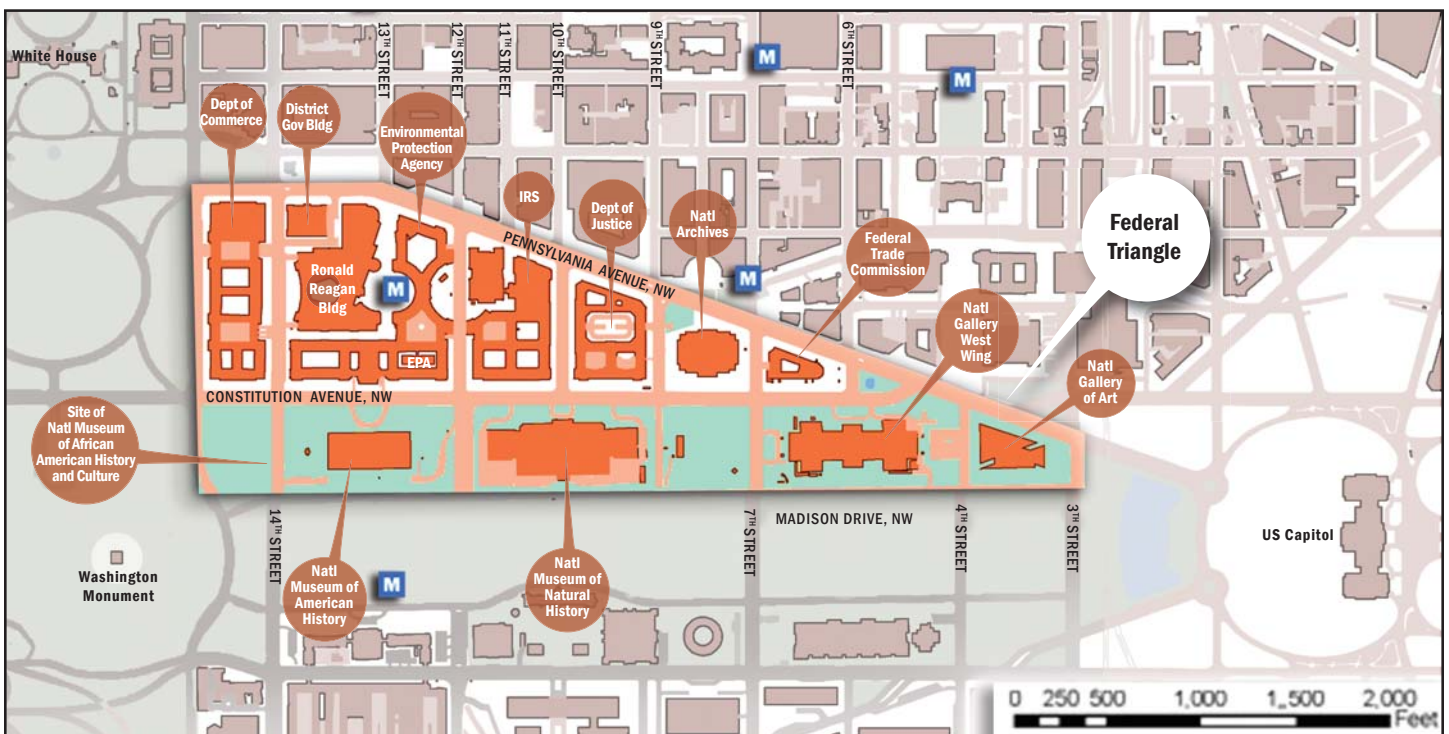 13TH STREET
12TH STREET
11TH STREET
10TH STREET
9TH STREET
6TH STREET
White House
M
M
Dept of
Commerce
District
Gov Bldg
Environmental
Protection
Agency
IRS
Dept of
Justice
Natl
Archives
Federal
Trade
Commission
Federal
Triangle
PENNSYLVANIA AVENUE, NW
Ronald
Reagan
Bldg
M
M
Natl
Gallery
West
Wing
EPA
Natl
Gallery
of Art
CONSTITUTION AVENUE, NW
Site of
Natl Museum
of African
American History
and Culture
14TH STREET
7TH STREET
MADISON DRIVE, NW
4TH STREET
3TH STREET
US Capitol
Washington
Monument
Natl
Museum of
American
History
M
Natl
Museum of
Natural
History
0 250 500 1,000 1,500 2,000
Feet